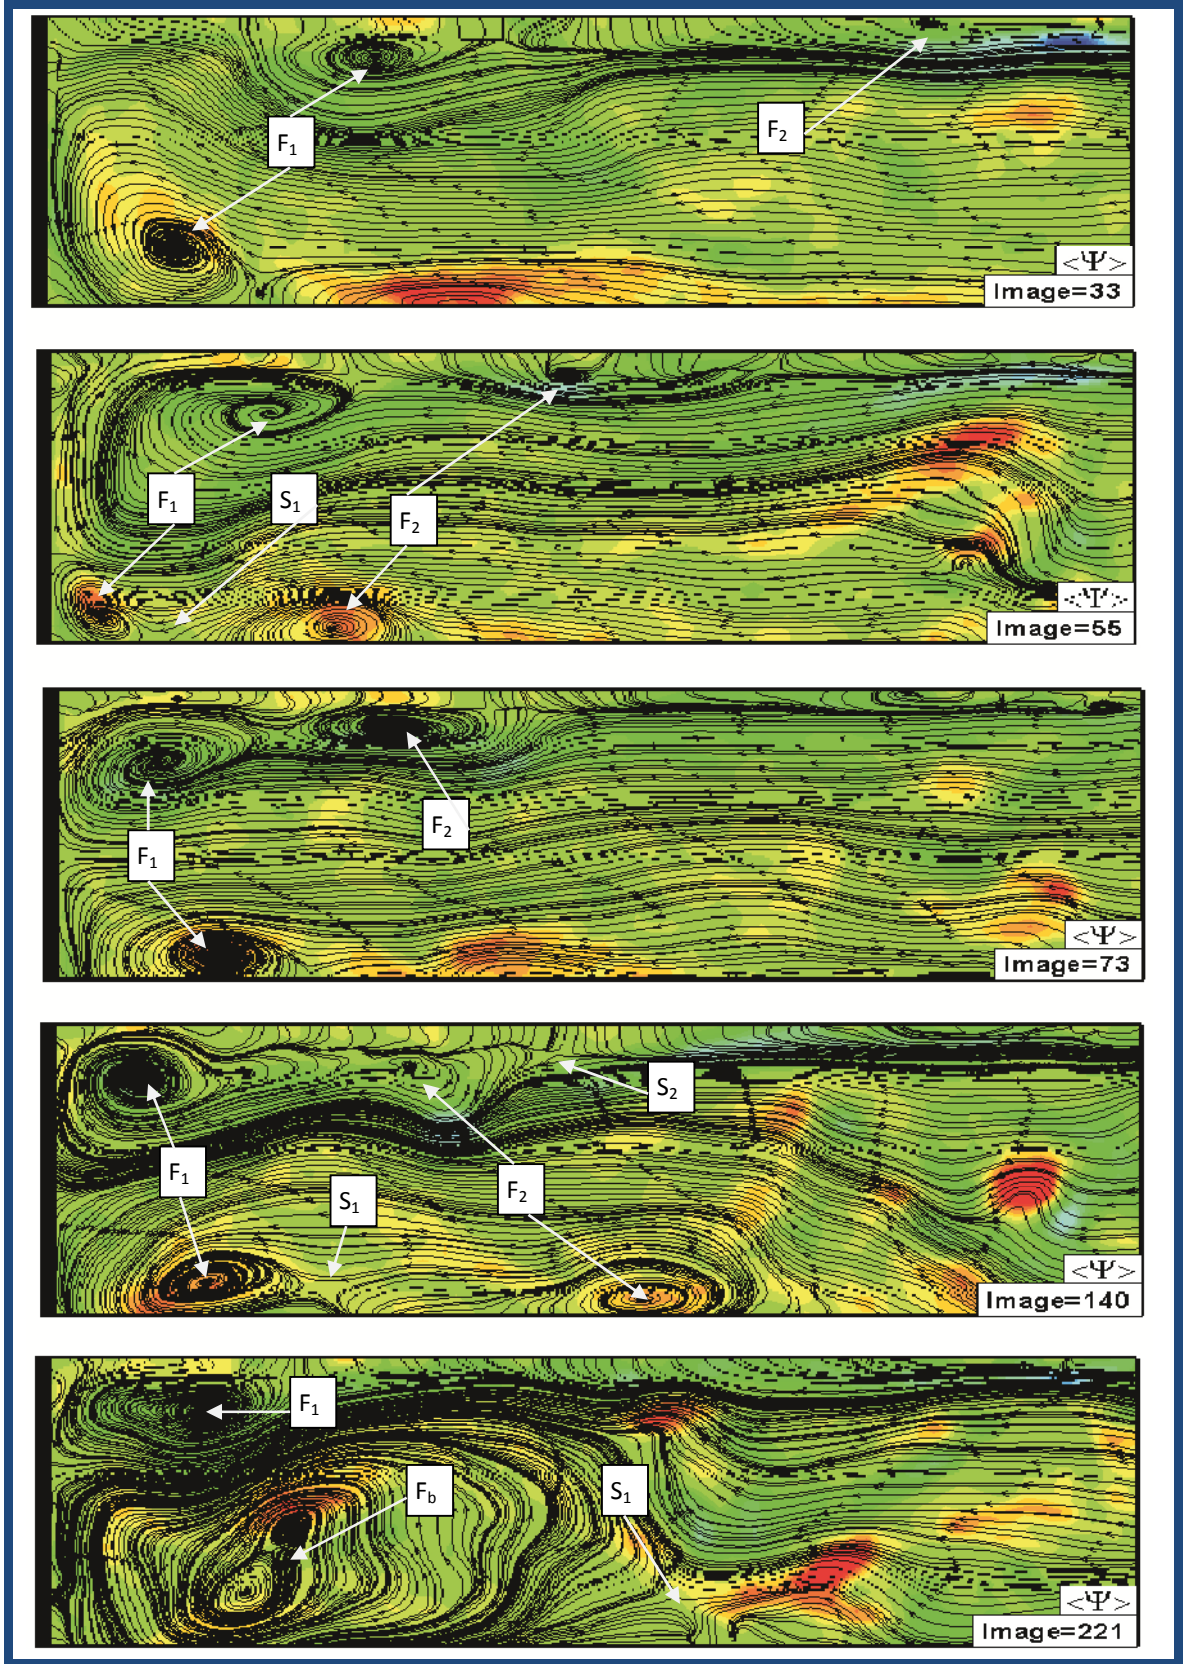 F₁
F₂
<Ψ>
Image=33
F₁
S₁
F₂
<Ψ>
Image=55
F₂
F₁
<Ψ>
Image=73
S₂
F₁
S₁
F₂
<Ψ>
Image=140
F₁
F_b
S₁
<Ψ>
Image=221